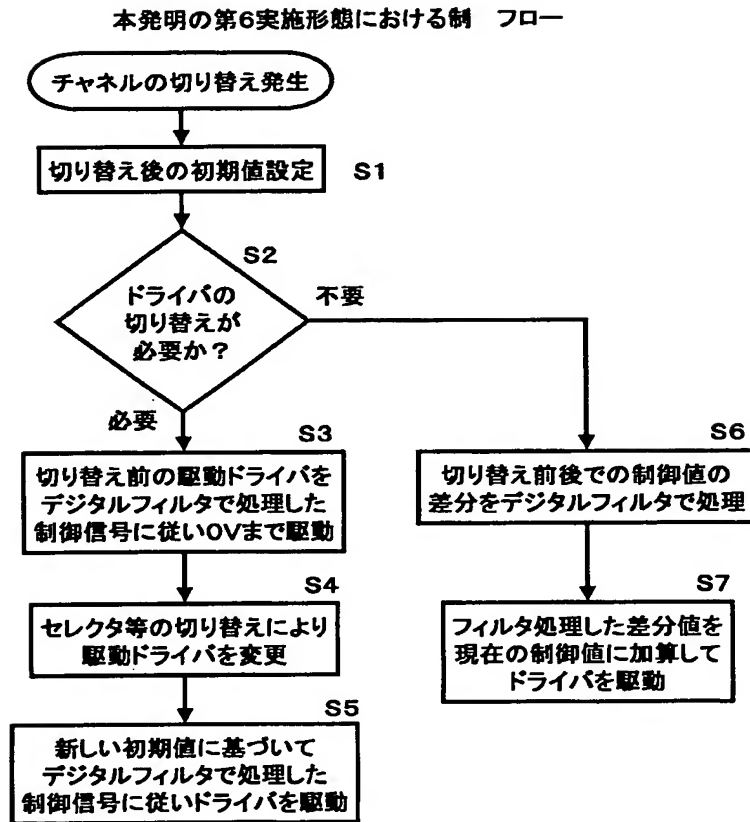 本発明の第6実施形態における制 フロー
チャネルの切り替え発生
切り替え後の初期値設定
S1
S2
ドライバの
切り替えが
必要か？
不要
必要
S3
切り替え前の駆動ドライバを
デジタルフィルタで処理した
制御信号に従い0Vまで駆動
S4
セレクタ等の切り替えにより
駆動ドライバを変更
S5
新しい初期値に基づいて
デジタルフィルタで処理した
制御信号に従いドライバを駆動
S6
切り替え前後での制御値の
差分をデジタルフィルタで処理
S7
フィルタ処理した差分値を
現在の制御値に加算して
ドライバを駆動